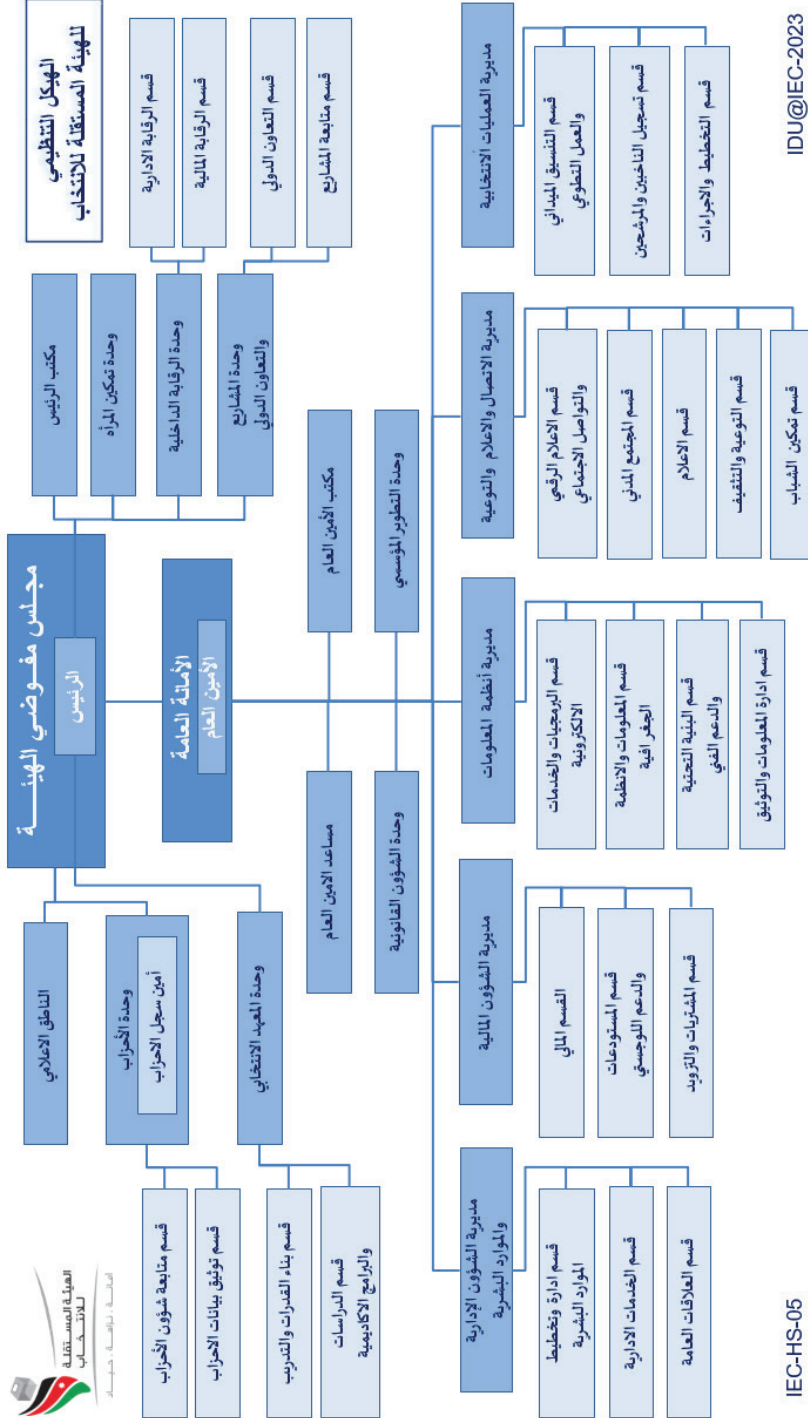 الهيئة المستقلة
للانتخاب
الهيكل التنظيمي
للهيئة المستقلة للانتخاب
مجلس مفوضي الهيئـــة
الرئيس
مكتب الرئيس
وحدة تمكين المرأه
وحدة الرقابة الداخلية
قسم الرقابة الادارية
قسم الرقابة المالية
وحدة المشاريع
والتعاون الدولي
قسم التعاون الدولي
قسم متابعة المشاريع
الناطق الاعلامي
وحدة الأحزاب
أمين سجل الاحزاب
قسم متابعة شؤون الأحزاب
قسم توثيق بيانات الاحزاب
وحدة المعهد الانتخابي
قسم بناء القدرات والتدريب
قسم الدراسات
والبرامج الاكاديمية
الأمانة العامة
الأمين العام
مكتب الأمين العام
مساعد الامين العام
وحدة التطوير المؤسسي
وحدة الشؤون القانونية
مديرية العمليات الانتخابية
قسم التنسيق الميداني
والعمل التطوعي
قسم تسجيل الناخبين والمرشحين
قسم التخطيط والاجراءات
مديرية الاتصال والاعلام والتوعية
قسم الاعلام الرقمي
والتواصل الاجتماعي
قسم المجتمع المدني
قسم الاعلام
قسم التوعية والتثقيف
قسم تمكين الشباب
مديرية أنظمة المعلومات
قسم البرمجيات والخدمات
الالكترونية
قسم المعلومات والانظمة
الجغرافية
قسم البنية التحتية
والدعم الفني
قسم ادارة المعلومات والتوثيق
مديرية الشؤون المالية
القسم المالي
قسم المستودعات
والدعم اللوجستي
قسم المشتريات والتزويد
مديرية الشؤون الإدارية
والموارد البشرية
قسم ادارة وتخطيط
الموارد البشرية
قسم الخدمات الادارية
قسم العلاقات العامة
IEC-HS-05
IDU@IEC-2023